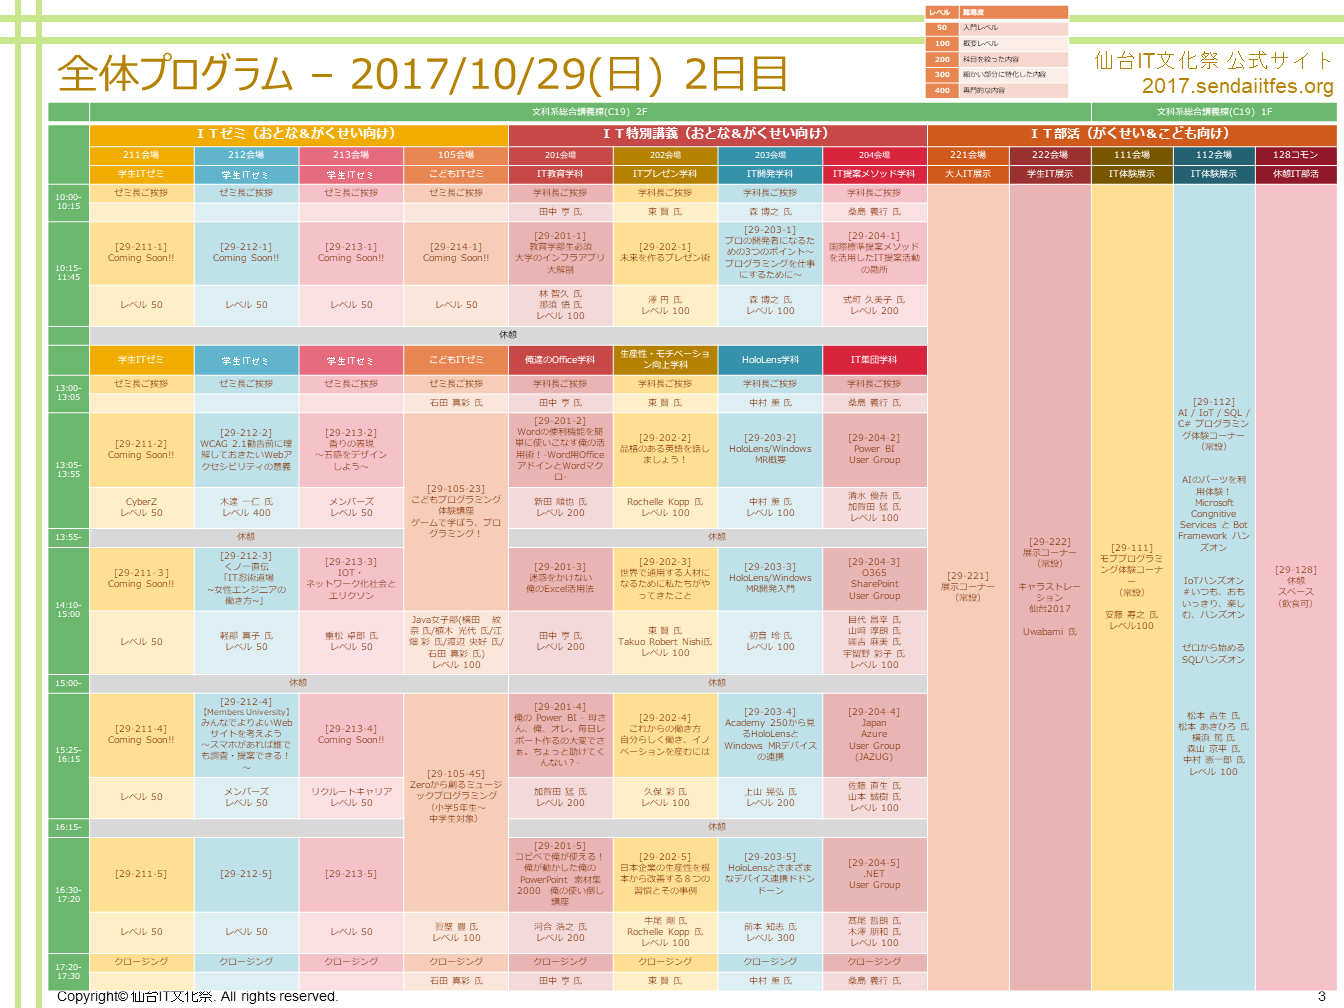 レベル 難易度
50 入門レベル
100 概要レベル
200 科目を絞った内容
300 細かい部分に特化した内容
400 専門的な内容
全体プログラム － 2017/10/29(日) 2日目
仙台IT文化祭 公式サイト
2017.sendaiitfes.org
文科系総合講義棟(C19) 2F 文科系総合講義棟(C19) 1F
ＩＴゼミ（おとな&がくせい向け） ＩＴ特別講義（おとな&がくせい向け） ＩＴ部活（がくせい&こども向け）
211会場 212会場 213会場 105会場 201会場 202会場 203会場 204会場 221会場 222会場 111会場 112会場 128コモン
学生ITゼミ 学生ITゼミ 学生ITゼミ こどもITゼミ IT教育学科 ITプレゼン学科 IT開発学科 IT提案メソッド学科 大人IT展示 学生IT展示 IT体験展示 IT体験展示 休憩IT部活
10:00-
10:15
ゼミ長ご挨拶 ゼミ長ご挨拶 ゼミ長ご挨拶 ゼミ長ご挨拶 学科長ご挨拶 学科長ご挨拶 学科長ご挨拶 学科長ご挨拶
田中 亨 氏 東 賢 氏 森 博之 氏 桑島 義行 氏
10:15-
11:45
[29-211-1]
Coming Soon!!
[29-212-1]
Coming Soon!!
[29-213-1]
Coming Soon!!
[29-214-1]
Coming Soon!!
[29-201-1]
教育学部生必須
大学のインフラアプリ
大解剖
[29-202-1]
未来を作るプレゼン術
[29-203-1]
プロの開発者になるた
めの3つのポイント～
プログラミングを仕事
にするために～
[29-204-1]
国際標準提案メソッド
を活用したIT提案活動
の勘所
レベル 50
レベル 50
レベル 50
レベル 50
林 智久 氏
那須 悟 氏
レベル 100
澤 円 氏
レベル 100
森 博之 氏
レベル 100
式町 久美子 氏
レベル 200
休憩
学生ITゼミ 学生ITゼミ 学生ITゼミ こどもITゼミ 俺達のOffice学科
生産性・モチベーショ
ン向上学科
HoloLens学科 IT集団学科
13:00-
13:05
ゼミ長ご挨拶 ゼミ長ご挨拶 ゼミ長ご挨拶 ゼミ長ご挨拶 学科長ご挨拶 学科長ご挨拶 学科長ご挨拶 学科長ご挨拶
石田 真彩 氏 田中 亨 氏 東 賢 氏 中村 薫 氏 桑島 義行 氏
13:05-
13:55
[29-211-2]
Coming Soon!!
[29-212-2]
WCAG 2.1勧告前に理
解しておきたいWebア
クセシビリティの意義
[29-213-2]
香りの表現
～五感をデザイン
しよう～
[29-105-23]
こどもプログラミング
体験講座
ゲームで学ぼう、プロ
グラミング！
[29-201-2]
Wordの便利機能を簡
単に使いこなす俺の活
用術！-Word用Office
アドインとWordマク
ロ-
[29-202-2]
品格のある英語を話し
ましょう！
[29-203-2]
HoloLens/Windows
MR概要
[29-204-2]
Power BI
User Group
CyberZ
レベル 50
木達 一仁 氏
レベル 400
メンバーズ
レベル 50
新田 順也 氏
レベル 200
Rochelle Kopp 氏
レベル 100
中村 薫 氏
レベル 100
清水 優吾 氏
加賀田 猛 氏
レベル 100
13:55-
休憩 休憩
14:10-
15:00
[29-211-３]
Coming Soon!!
[29-212-3]
くノ一直伝
「IT忍術道場
~女性エンジニアの
働き方~」
[29-213-3]
IOT・
ネットワーク化社会と
エリクソン
[29-201-3]
迷惑をかけない
俺のExcel活用法
[29-202-3]
世界で通用する人材に
なるために私たちがや
ってきたこと
[29-203-3]
HoloLens/Windows
MR開発入門
[29-204-3]
O365
SharePoint
User Group
レベル 50
軽部 真子 氏
レベル 50
重松 卓郎 氏
レベル 50
Java女子部(横田 紋
奈 氏/植木 光代 氏/江
畑 彩 氏/渡辺 央好 氏/
石田 真彩 氏)
レベル 100
田中 亨 氏
レベル 200
東 賢 氏
Takuo Robert Nishi氏
レベル 100
初音 玲 氏
レベル 100
目代 昌幸 氏
山﨑 淳朗 氏
國吉 麻美 氏
宇留野 彩子 氏
レベル 100
15:00-
休憩 休憩
15:25-
16:15
[29-211-4]
Coming Soon!!
[29-212-4]
【Members University】
みんなでよりよいWeb
サイトを考えよう
～スマホがあれば誰で
も調査・提案できる！
～
[29-213-4]
Coming Soon!!
[29-105-45]
Zeroから創るミュージ
ックプログラミング
（小学5年生～
中学生対象）
[29-201-4]
俺の Power BI - 母さ
ん、俺、オレ。毎日レ
ポート作るの大変でさ
ぁ。ちょっと助けてく
んない？-
[29-202-4]
これからの働き方
自分らしく働き、イノ
ベーションを産むには
[29-203-4]
Academy 250から見
るHoloLensと
Windows MRデバイス
の連携
[29-204-4]
Japan
Azure
User Group
(JAZUG)
レベル 50
メンバーズ
レベル 50
リクルートキャリア
レベル 50
加賀田 猛 氏
レベル 200
久保 彩 氏
レベル 100
上山 晃弘 氏
レベル 200
佐藤 直生 氏
山本 誠樹 氏
レベル 100
16:15-
休憩
16:30-
17:20
[29-211-5]
[29-212-5]
[29-213-5]
[29-201-5]
コピペで俺が使える！
俺が動かした俺の
PowerPoint 素材集
2000 俺の使い倒し
講座
[29-202-5]
日本企業の生産性を根
本から改善する８つの
習慣とその事例
[29-203-5]
HoloLensとさまざま
なデバイス連携ドドン
ドーン
[29-204-5]
.NET
User Group
レベル 50
レベル 50
レベル 50
眞壁 豊 氏
レベル 100
河合 浩之 氏
レベル 200
牛尾 剛 氏
Rochelle Kopp 氏
レベル 100
前本 知志 氏
レベル 300
髙尾 哲朗 氏
木澤 朋和 氏
レベル 100
17:20-
17:30
クロージング クロージング クロージング クロージング クロージング クロージング クロージング クロージング
石田 真彩 氏 田中 亨 氏 東 賢 氏 中村 薫 氏 桑島 義行 氏
[29-221]
展示コーナー
（常設）
[29-222]
展示コーナー
（常設）
キャラストレー
ション
仙台2017
Uwabami 氏
[29-111]
モブプログラミ
ング体験コーナ
ー
（常設）
安藤 寿之 氏
レベル100
[29-112]
AI / IoT / SQL /
C# プログラミン
グ体験コーナー
（常設）
AIのパーツを利
用体験！
Microsoft
Congnitive
Services と Bot
Framework ハン
ズオン
IoTハンズオン
#いつも、おも
いっきり、楽し
む、ハンズオン
ゼロから始める
SQLハンズオン
松本 吉生 氏
松本 あきひろ 氏
横浜 篤 氏
森山 京平 氏
中村 憲一郎 氏
レベル 100
[29-128]
休憩
スペース
（飲食可）
Copyright© 仙台IT文化祭. All rights reserved.
3